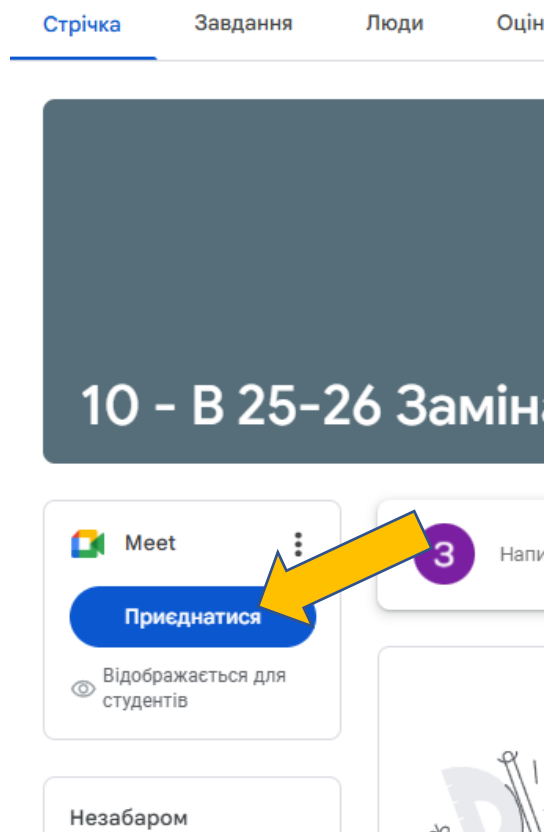 Стрічка Завдання Люди Оцін
10 - В 25-26 Заміна
Meet
З Напи
Приєднатися
Відображається для
студентів
Незабаром